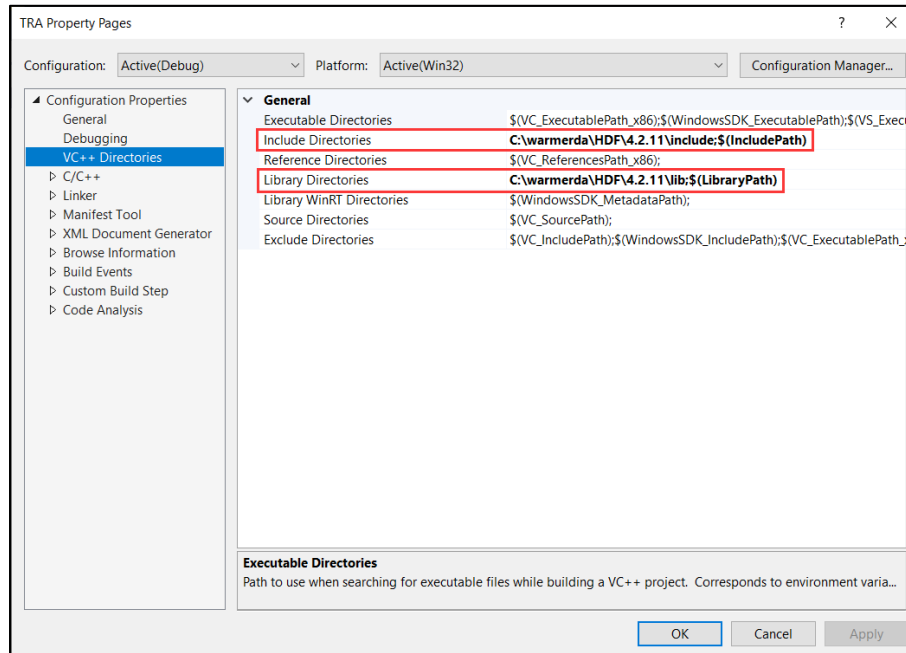 TRA Property Pages
? ×
Configuration: Active(Debug) Platform: Active(Win32) Configuration Manager...
Configuration Properties
General
Debugging
VC++ Directories
C/C++
Linker
Manifest Tool
XML Document Generator
Browse Information
Build Events
Custom Build Step
Code Analysis
General
Executable Directories $(VC_ExecutablePath_x86);$(WindowsSDK_ExecutablePath);$(VS_Execu
Include Directories C:\warmerda\HDF\4.2.11\include;$(IncludePath)
Reference Directories $(VC_ReferencesPath_x86);
Library Directories C:\warmerda\HDF\4.2.11\lib;$(LibraryPath)
Library WinRT Directories $(WindowsSDK_MetadataPath);
Source Directories $(VC_SourcePath);
Exclude Directories $(VC_IncludePath);$(WindowsSDK_IncludePath);$(VC_ExecutablePath_
Executable Directories
Path to use when searching for executable files while building a VC++ project. Corresponds to environment varia...
OK Cancel Apply